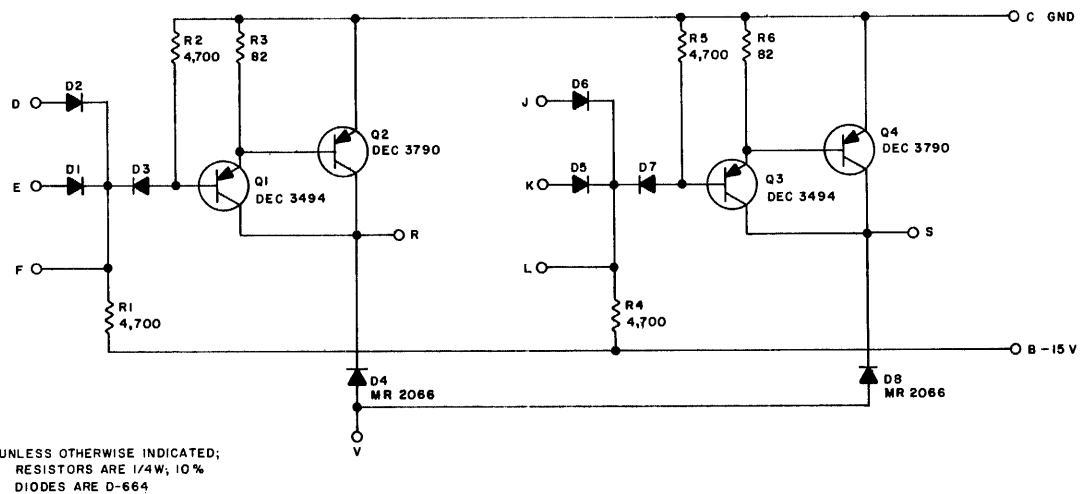 C GND
R2
4,700
R3
82
R5
4,700
R6
82
D2
D
D6
J
Q2
DEC 3790
Q4
DEC 3790
D1
E
D3
Q1
DEC 3494
D5
K
D7
Q3
DEC 3494
R
S
F
L
R1
4,700
R4
4,700
B -15V
D4
MR 2066
D8
MR 2066
V
UNLESS OTHERWISE INDICATED;
RESISTORS ARE 1/4W; 10%
DIODES ARE D-664